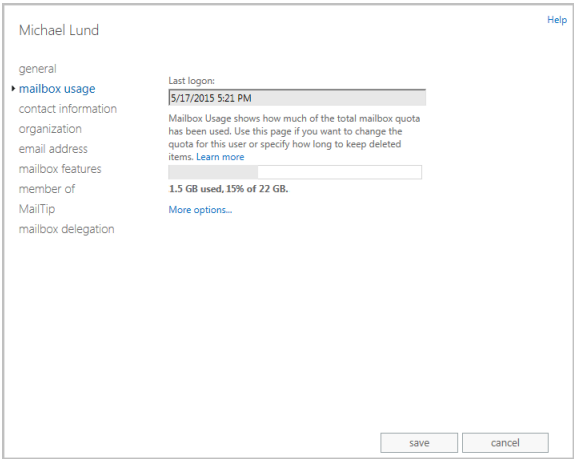 Help
Michael Lund
general
mailbox usage
contact information
organization
email address
mailbox features
member of
MailTip
mailbox delegation
Last logon:
5/17/2015 5:21 PM
Mailbox Usage shows how much of the total mailbox quota
has been used. Use this page if you want to change the
quota for this user or specify how long to keep deleted
items. Learn more
1.5 GB used, 15% of 22 GB.
More options...
save
cancel